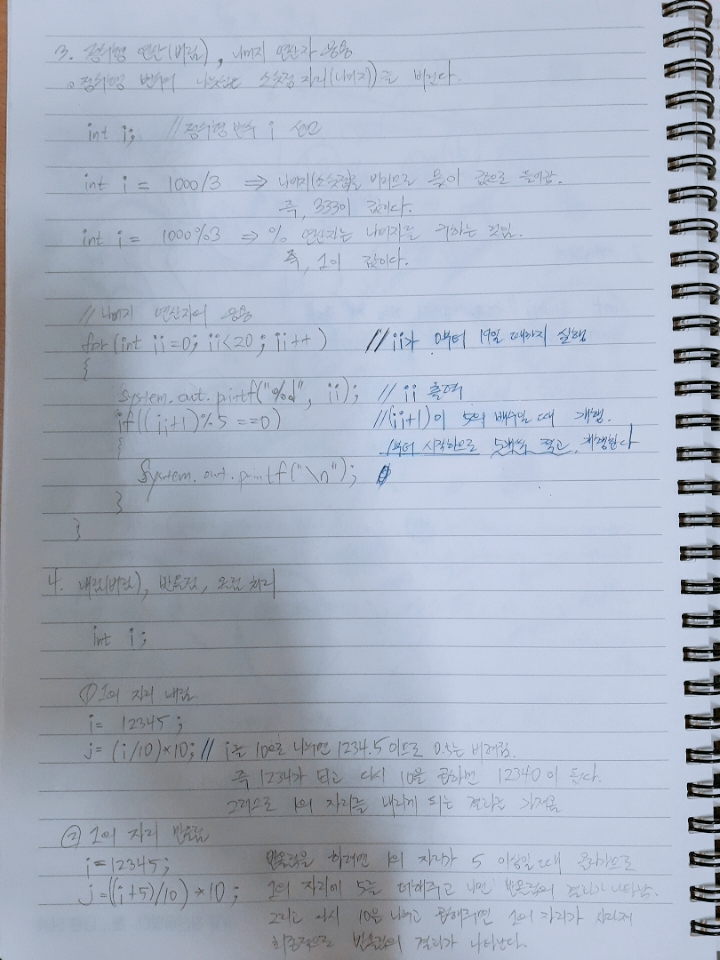 3. 정수형 연산(버림), 나머지 연산자 응용
○ 정수형 변수의 나눗셈은 소숫점 자리(나머지)를 버린다.
int i; //정수형 변수 i 선언
int i = 1000/3 ⇒ 나머지(소숫점)를 버리므로 몫이 값으로 들어감.
즉, 333이 값이다.
int i = 1000%3 ⇒ % 연산자는 나머지를 구하는 것임.
즉, 1이 값이다.
//나머지 연산자의 응용
for(int ii=0; ii<20; ii++) //ii가 0부터 19일 때까지 실행
{
System.out.printf("%d", ii); // ii 출력
if((ii+1)%5 ==0) //(ii+1)이 5의 배수일 때 개행.
{ 1부터 시작하므로 5개씩 찍고, 개행한다
System.out.printf("\n");
}
}
4. 내림(버림), 반올림, 오림 처리
int i;
① 1의 자리 내림
i= 12345;
j= (i/10)*10; // i는 10으로 나누면 1234.5 이므로 0.5는 버려짐.
즉 1234가 되고 다시 10을 곱하면 12340이 된다.
그러므로 1의 자리를 내리게 되는 결과를 가져옴
② 1의 자리 반올림
i=12345; 반올림을 하려면 1의 자리가 5 이상일 때 올라가므로
j=((i+5)/10)*10; 1의 자리에 5를 더해주고 나면 반올림의 결과가 나타남.
그리고 다시 10을 나누고 곱해주면 1의 자리가 사라져
최종적으로 반올림의 결과가 나타난다.